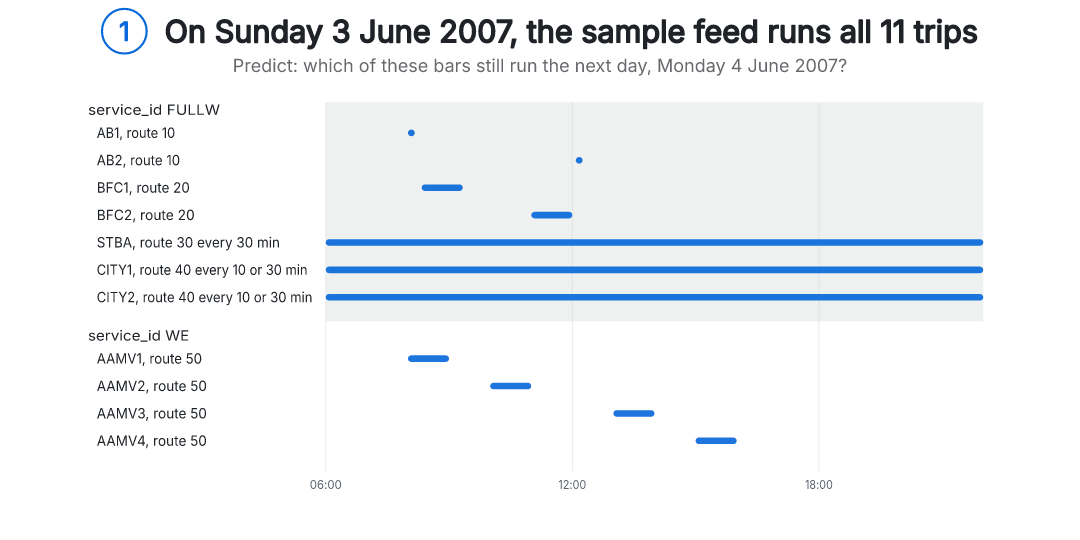 1 On Sunday 3 June 2007, the sample feed runs all 11 trips
Predict: which of these bars still run the next day, Monday 4 June 2007?
service_id FULLW
AB1, route 10
AB2, route 10
BFC1, route 20
BFC2, route 20
STBA, route 30 every 30 min
CITY1, route 40 every 10 or 30 min
CITY2, route 40 every 10 or 30 min
service_id WE
AAMV1, route 50
AAMV2, route 50
AAMV3, route 50
AAMV4, route 50
06:00 12:00 18:00